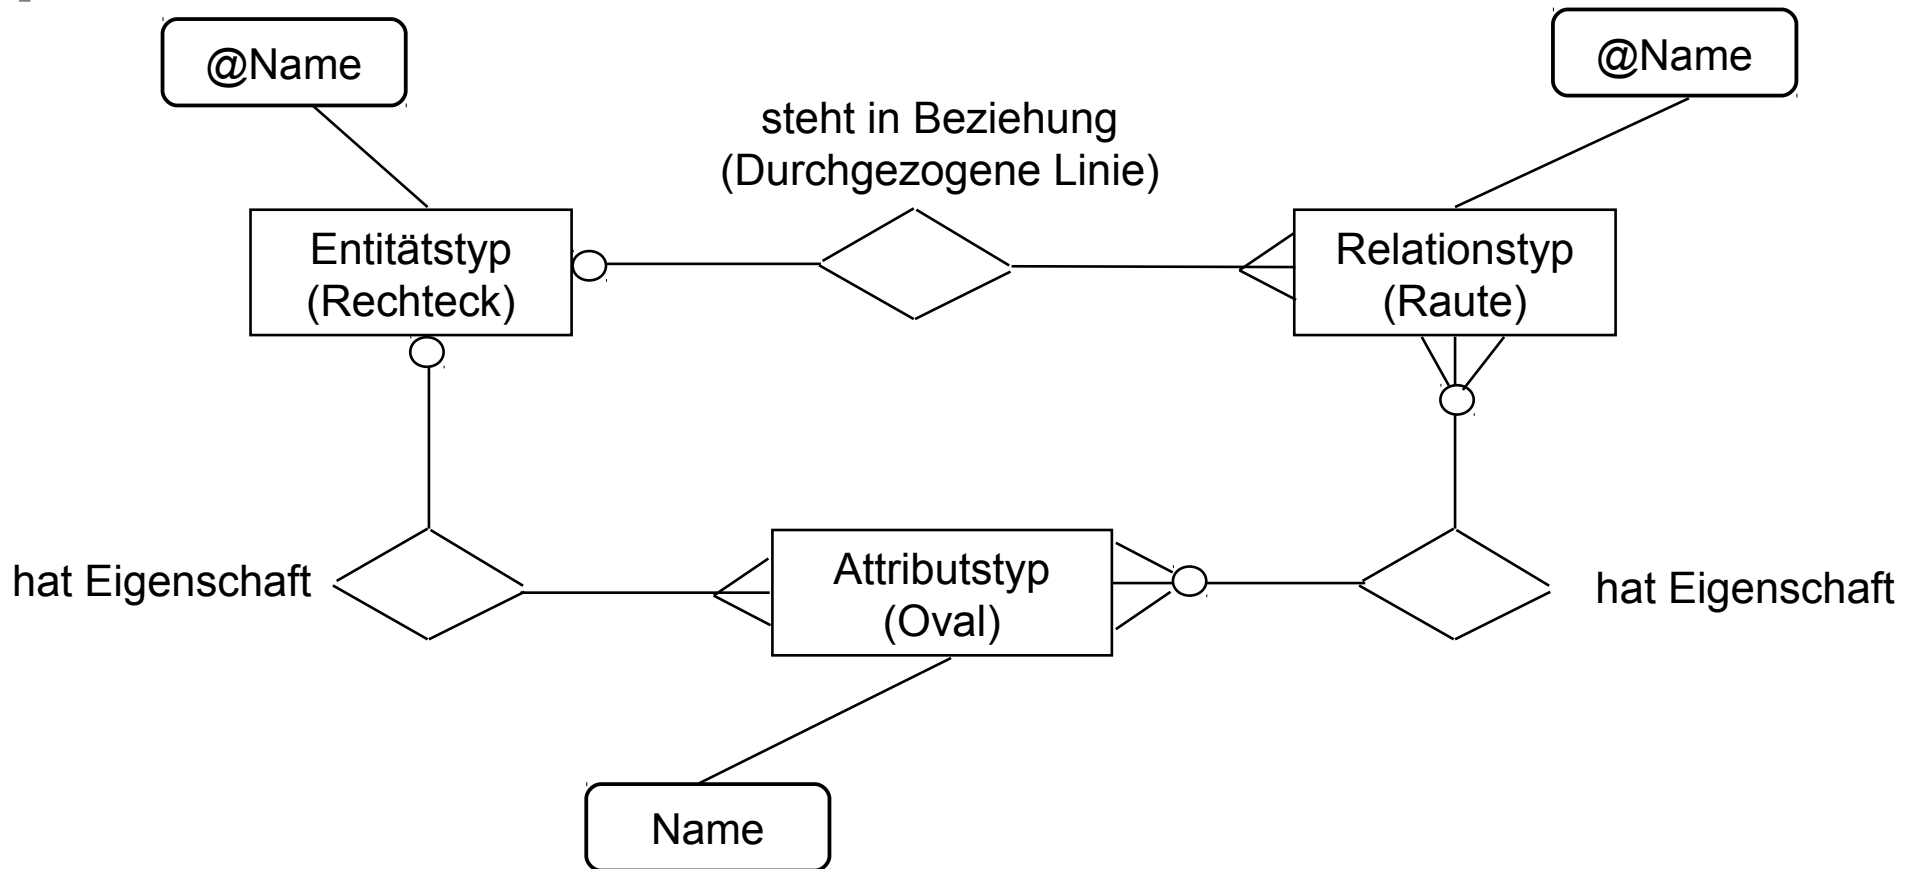 @Name
@Name
steht in Beziehung
(Durchgezogene Linie)
Entitätstyp
(Rechteck)
Relationstyp
(Raute)
hat Eigenschaft
Attributstyp
(Oval)
hat Eigenschaft
Name